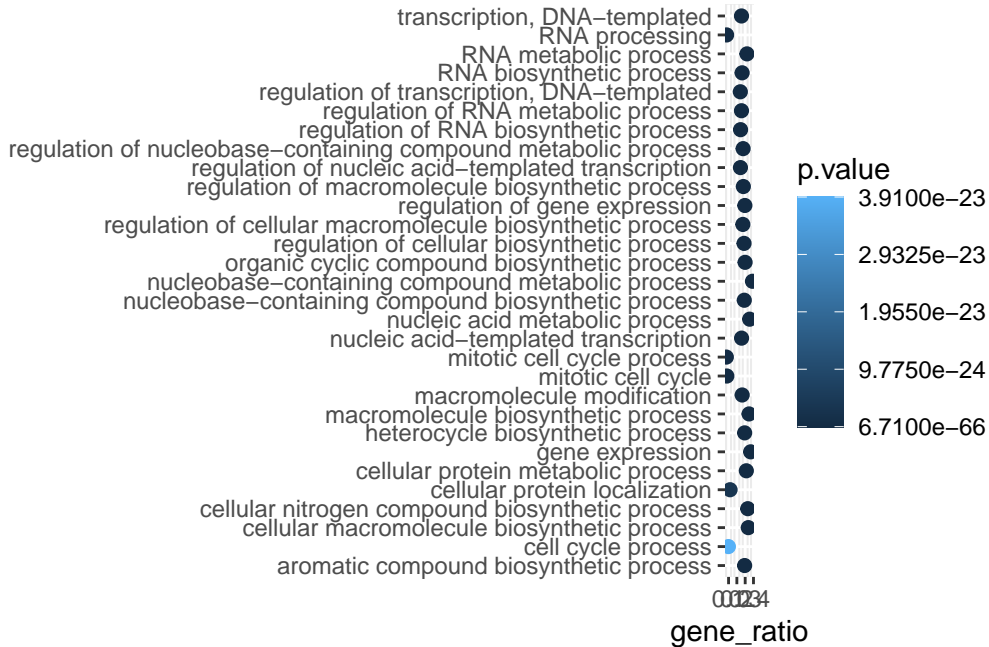 transcription, DNA−templated
RNA processing
RNA metabolic process
RNA biosynthetic process
regulation of transcription, DNA−templated
regulation of RNA metabolic process
regulation of RNA biosynthetic process
regulation of nucleobase−containing compound metabolic process
regulation of nucleic acid−templated transcription
regulation of macromolecule biosynthetic process
regulation of gene expression
regulation of cellular macromolecule biosynthetic process
regulation of cellular biosynthetic process
organic cyclic compound biosynthetic process
nucleobase−containing compound metabolic process
nucleobase−containing compound biosynthetic process
nucleic acid metabolic process
nucleic acid−templated transcription
mitotic cell cycle process
mitotic cell cycle
macromolecule modification
macromolecule biosynthetic process
heterocycle biosynthetic process
gene expression
cellular protein metabolic process
cellular protein localization
cellular nitrogen compound biosynthetic process
cellular macromolecule biosynthetic process
cell cycle process
aromatic compound biosynthetic process
gene_ratio
p.value
3.9100e−23
2.9325e−23
1.9550e−23
9.7750e−24
6.7100e−66